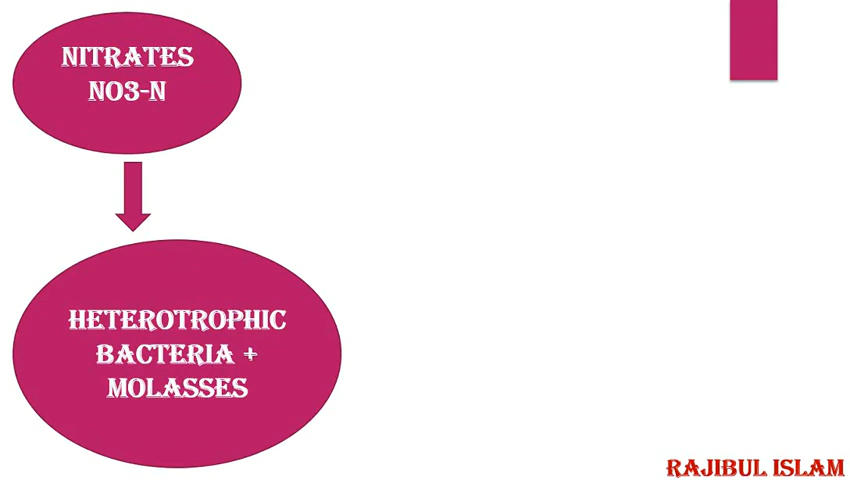 NITRATES
NO3-N
HETEROTROPHIC
BACTERIA +
MOLASSES
RAJIBUL ISLAM